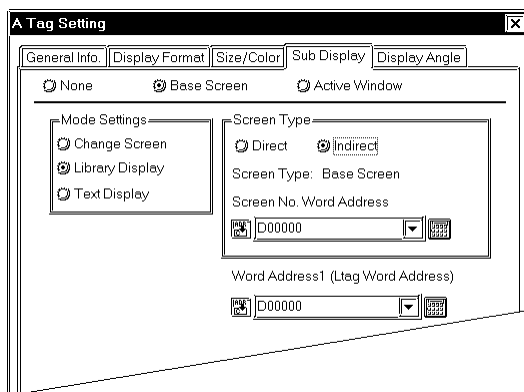 A Tag Setting
General Info. Display Format Size/Color Sub Display Display Angle
None Base Screen Active Window
Mode Settings
Change Screen
Library Display
Text Display
Screen Type
Direct Indirect
Screen Type: Base Screen
Screen No. Word Address
D00000
Word Address1 (Ltag Word Address)
D00000